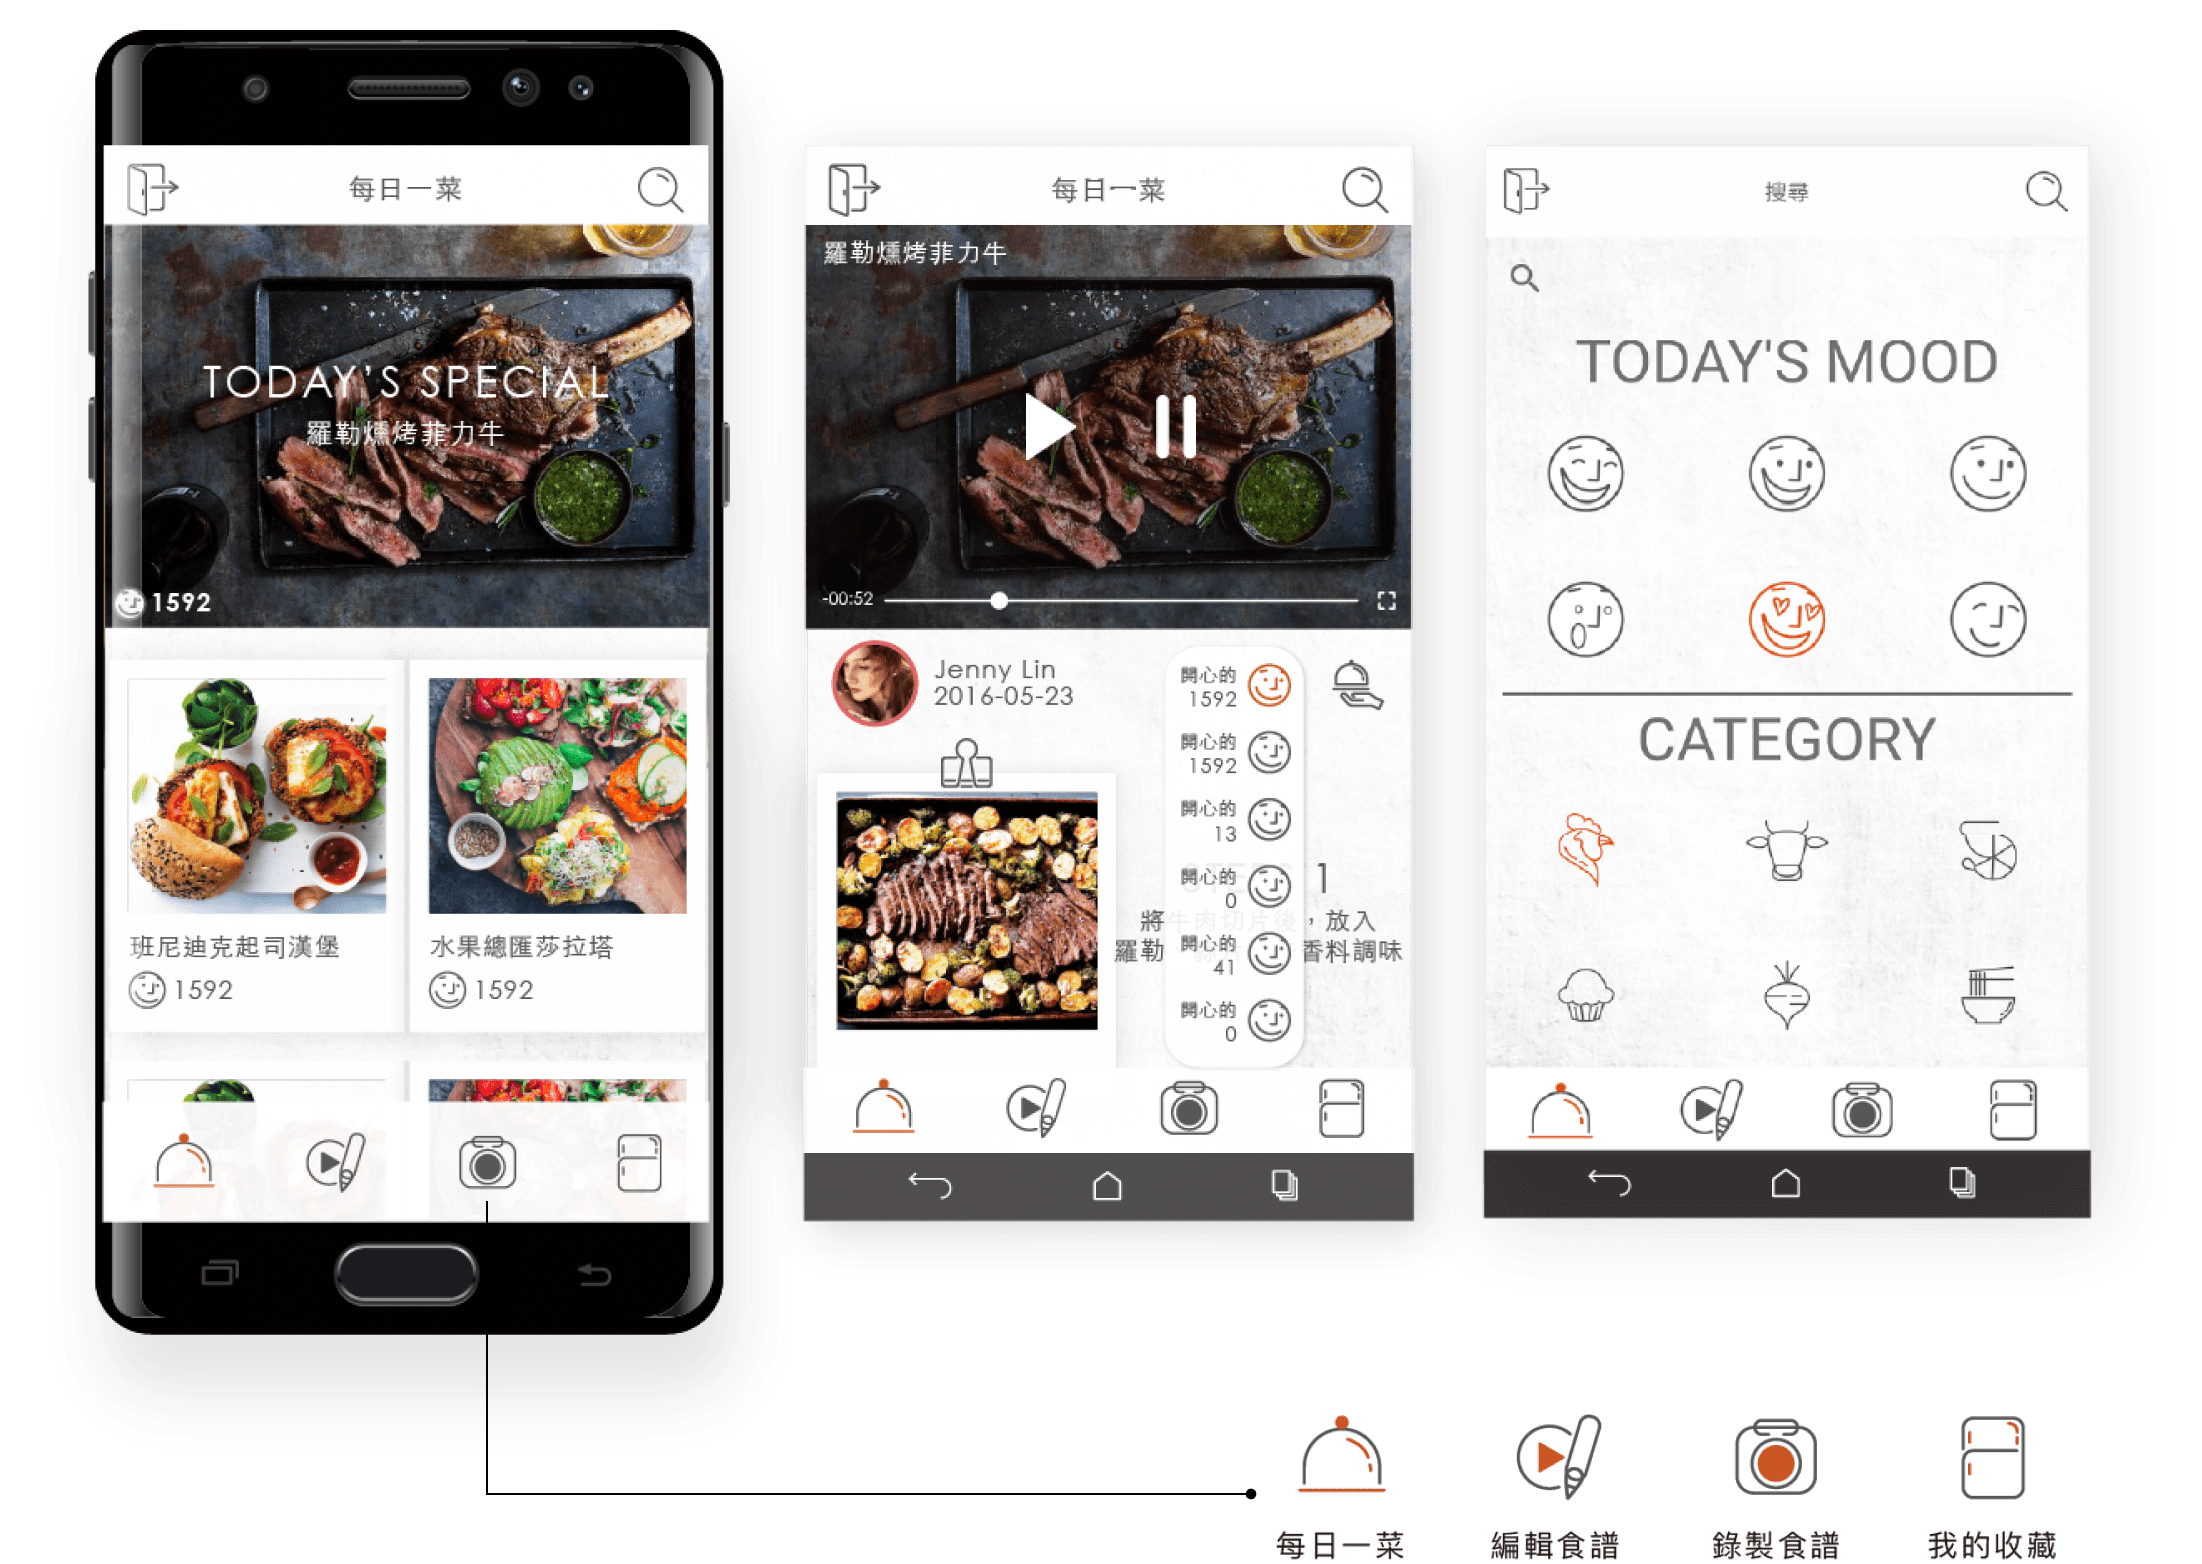 每日一菜
TODAY'S SPECIAL
羅勒燻烤菲力牛
1592
班尼迪克起司漢堡
1592
水果總匯莎拉塔
1592
每日一菜
羅勒燻烤菲力牛
-00:52
Jenny Lin
2016-05-23
開心的
1592
開心的
1592
開心的
13
開心的
0
開心的
41
開心的
0
1
將牛肉切片後，放入
羅勒
香料調味
搜尋
TODAY'S MOOD
CATEGORY
每日一菜
編輯食譜
錄製食譜
我的收藏